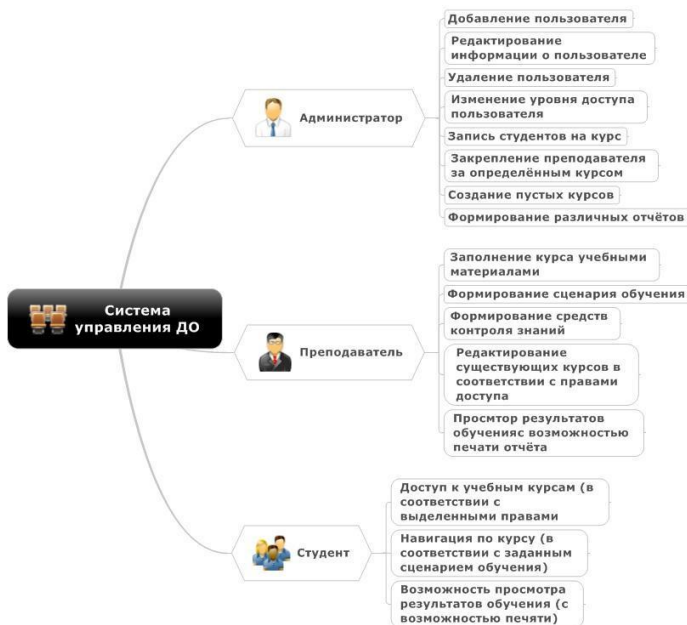 Добавление пользователя
Редактирование
информации о пользователе
Удаление пользователя
Изменение уровня доступа
пользователя
Администратор
Запись студентов на курс
Закрепление преподавателя
за определённым курсом
Создание пустых курсов
Формирование различных отчётов
Заполнение курса учебными
материалами
Система
управления ДО
Формирование сценария обучения
Формирование средств
контроля знаний
Преподаватель
Редактирование
существующих курсов в
соответствии с правами
доступа
Просмтор результатов
обученияс возможностью
печати отчёта
Доступ к учебным курсам (в
соответствии с
выделенными правами
Студент
Навигация по курсу (в
соответствии с заданным
сценарием обучения)
Возможность просмотра
результатов обучения (с
возможностью печяти)